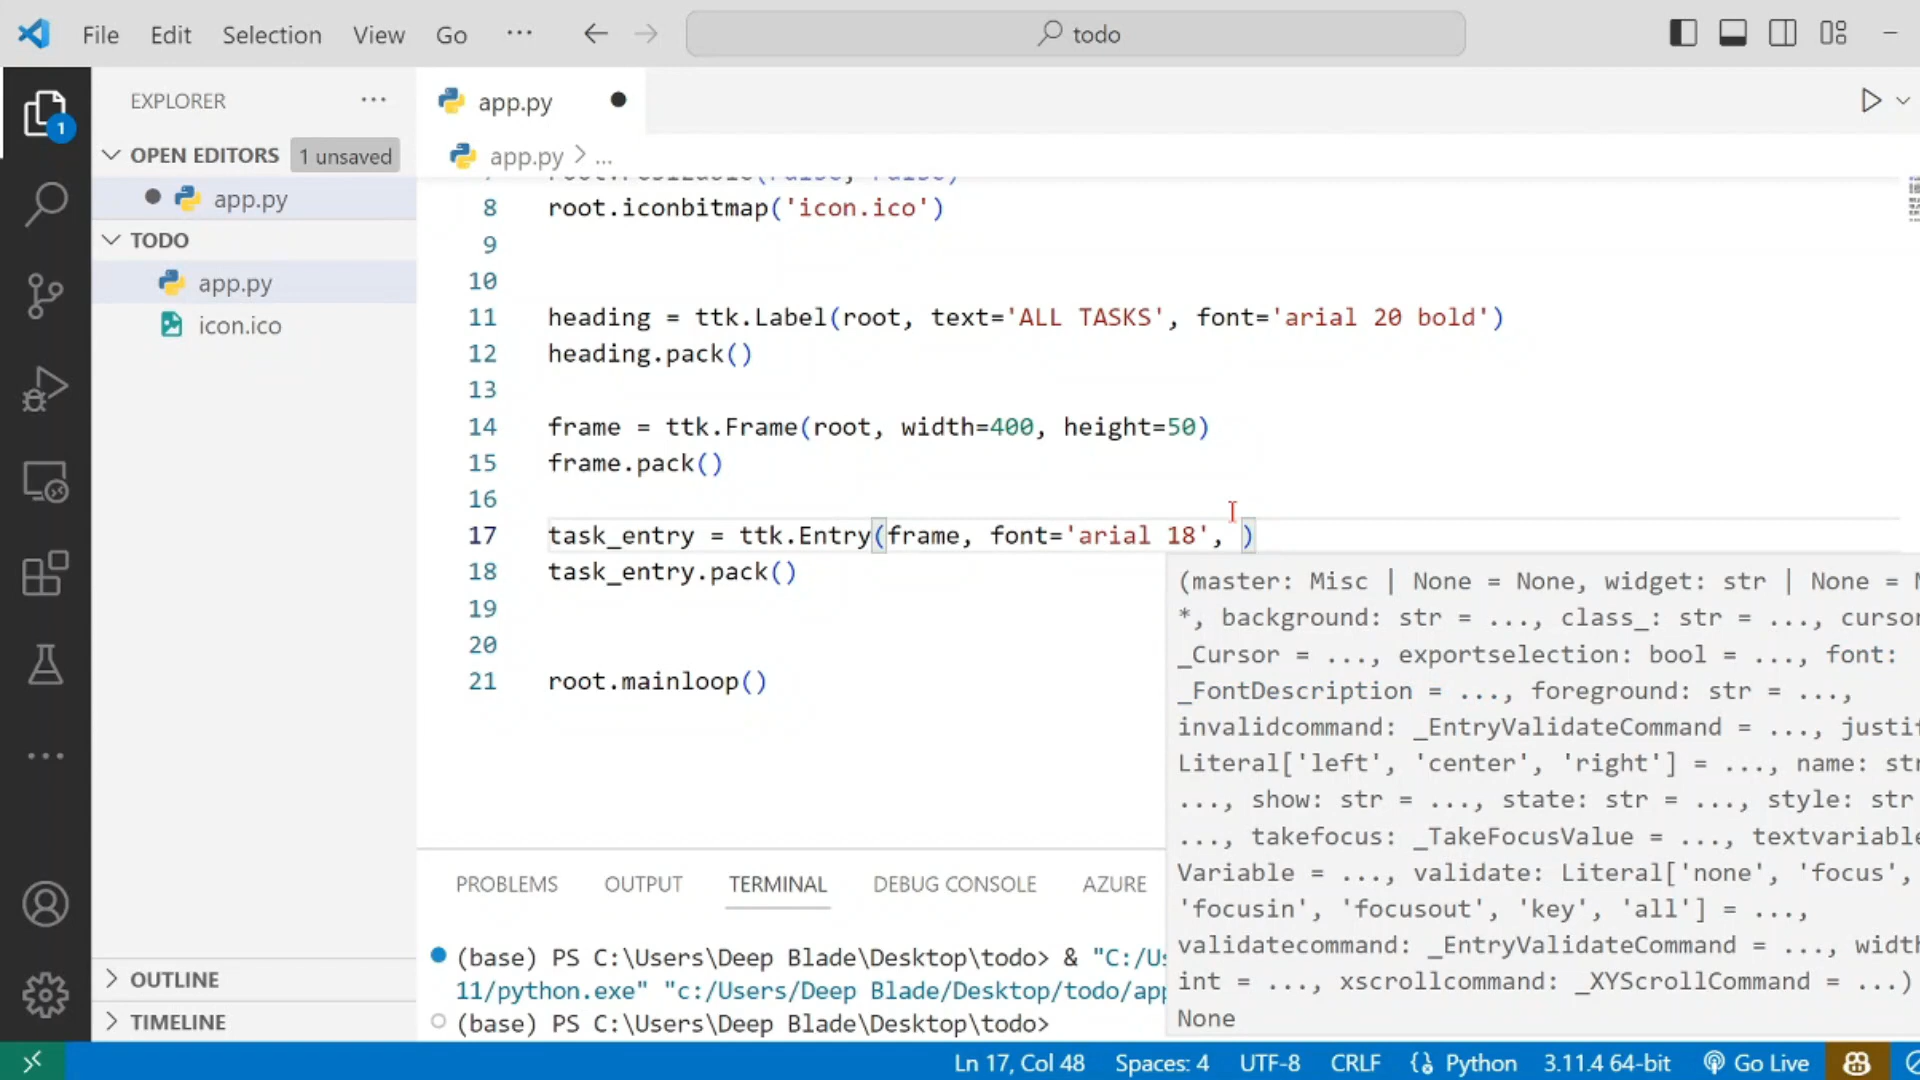 File Edit Selection View Go ··· todo
EXPLORER ···
OPEN EDITORS 1 unsaved
app.py
TODO
app.py
icon.ico
OUTLINE
TIMELINE
1
app.py
app.py > ...
8 root.iconbitmap('icon.ico')
9
10
11 heading = ttk.Label(root, text='ALL TASKS', font='arial 20 bold')
12 heading.pack()
13
14 frame = ttk.Frame(root, width=400, height=50)
15 frame.pack()
16
17 task_entry = ttk.Entry(frame, font='arial 18', )
18 task_entry.pack()
19
20
21 root.mainloop()
(master: Misc | None = None, widget: str | None =
*, background: str = ..., class_: str = ...,
_Cursor = ..., exportselection: bool = ..., font:
_FontDescription = ..., foreground: str = ...,
invalidcommand: _EntryValidateCommand = ...,
Literal['left', 'center', 'right'] = ..., name:
..., show: str = ..., state: str = ..., style: str
..., takefocus: _TakeFocusValue = ...,
Variable = ..., validate: Literal['none', 'focus',
'focusin', 'focusout', 'key', 'all'] = ...,
validatecommand: _EntryValidateCommand = ...,
int = ..., xscrollcommand: _XYScrollCommand = ...)
None
PROBLEMS OUTPUT TERMINAL DEBUG CONSOLE AZURE
(base) PS C:\Users\Deep Blade\Desktop\todo> & "C:/Us
11/python.exe" "c:/Users/Deep Blade/Desktop/todo/app
(base) PS C:\Users\Deep Blade\Desktop\todo>
Ln 17, Col 48 Spaces: 4 UTF-8 CRLF Python 3.11.4 64-bit Go Live